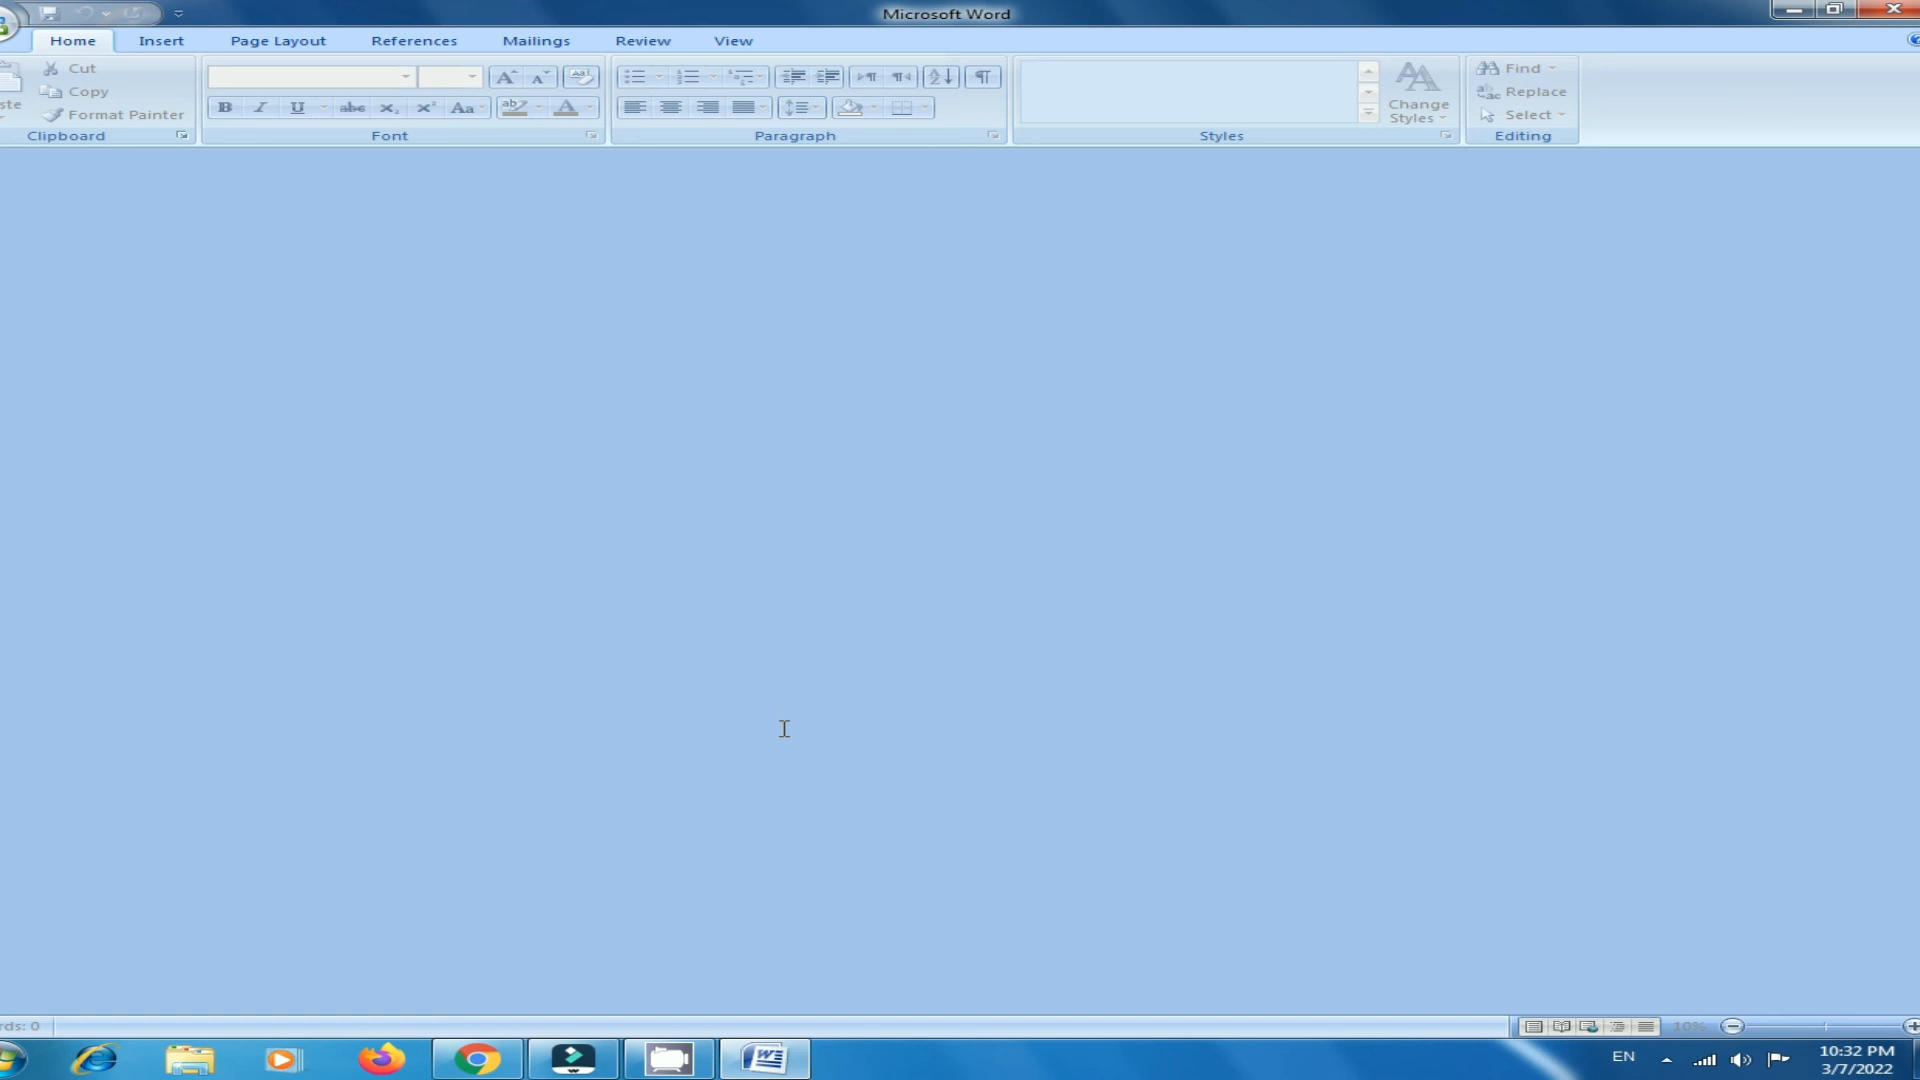 Microsoft Word
Home Insert Page Layout References Mailings Review View
Cut
Copy
Format Painter
Clipboard
Font
Paragraph
Change
Styles
Styles
Find
Replace
Select
Editing
10%
EN
10:32 PM
3/7/2022